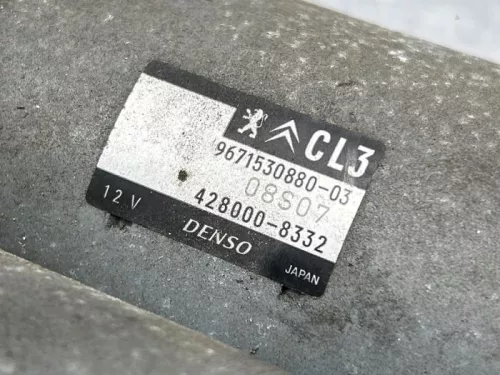 CL3
9671530880-03
08S07
428000-8332
12 V
DENSO
JAPAN